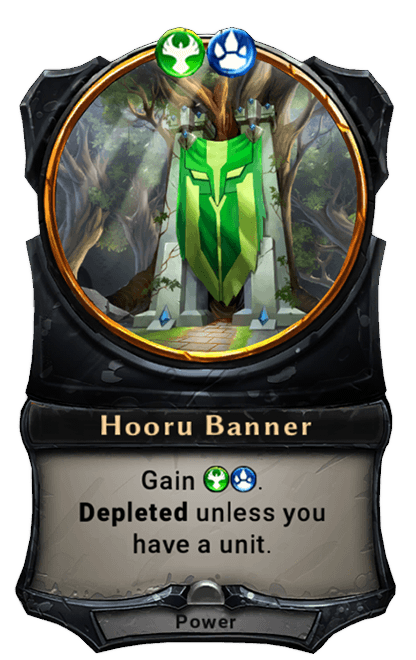 Hooru Banner
Gain .
Depleted unless you
have a unit.
Power